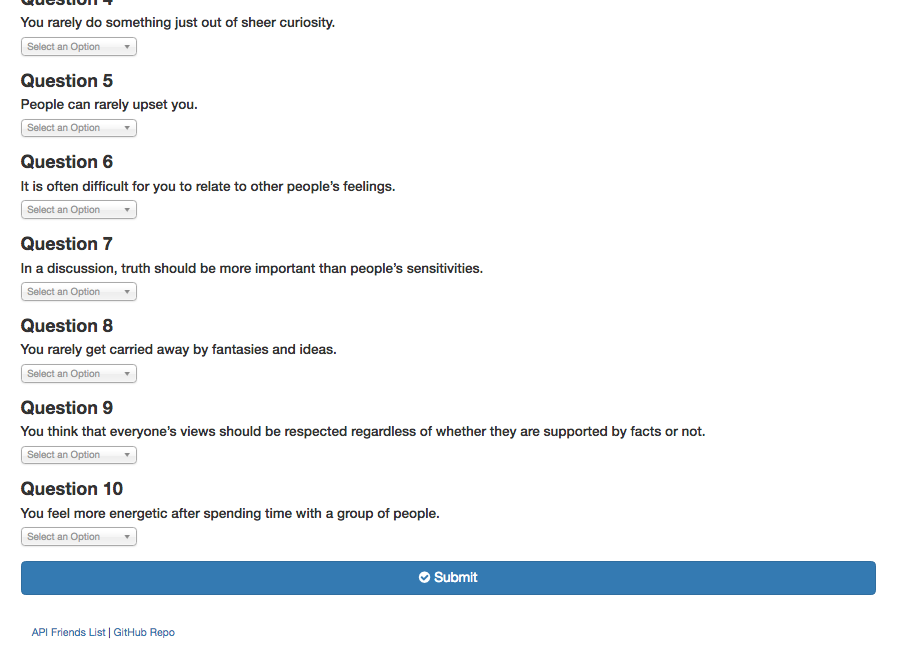 Question 4
You rarely do something just out of sheer curiosity.
Select an Option
Question 5
People can rarely upset you.
Select an Option
Question 6
It is often difficult for you to relate to other people’s feelings.
Select an Option
Question 7
In a discussion, truth should be more important than people’s sensitivities.
Select an Option
Question 8
You rarely get carried away by fantasies and ideas.
Select an Option
Question 9
You think that everyone’s views should be respected regardless of whether they are supported by facts or not.
Select an Option
Question 10
You feel more energetic after spending time with a group of people.
Select an Option
Submit
API Friends List | GitHub Repo